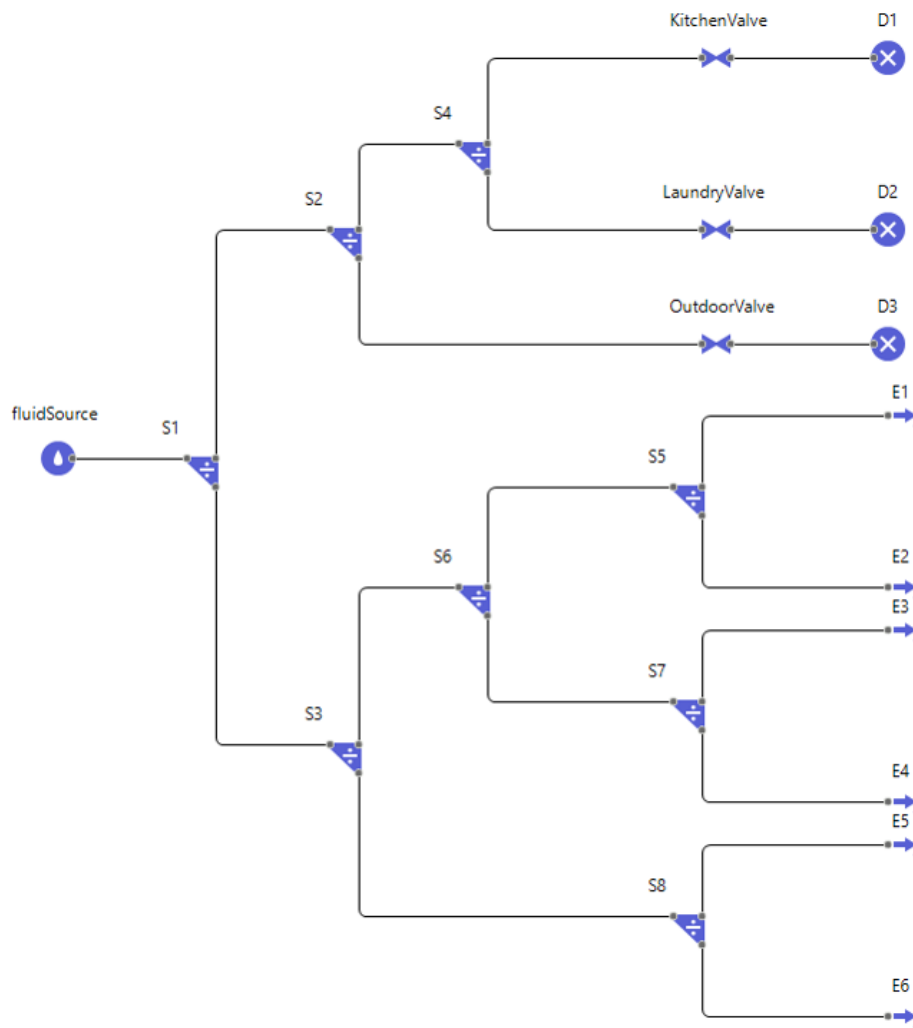 KitchenValve
D1
S4
LaundryValve
D2
S2
OutdoorValve
D3
E1
fluidSource
S1
S5
S6
E2
E3
S7
S3
E4
E5
S8
E6